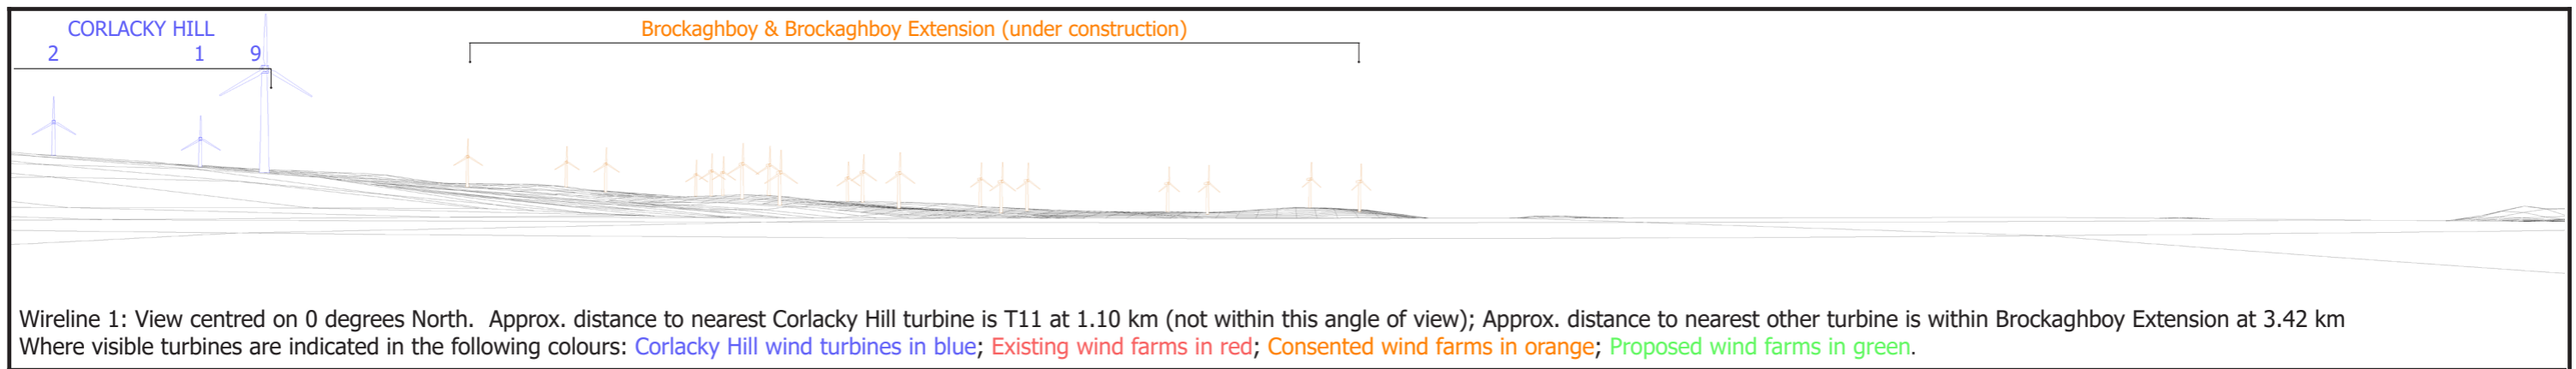 CORLACKY HILL
2 1 9
Brockaghboy & Brockaghboy Extension (under construction)
Wireline 1: View centred on 0 degrees North. Approx. distance to nearest Corlacky Hill turbine is T11 at 1.10 km (not within this angle of view); Approx. distance to nearest other turbine is within Brockaghboy Extension at 3.42 km
Where visible turbines are indicated in the following colours: Corlacky Hill wind turbines in blue; Existing wind farms in red; Consented wind farms in orange; Proposed wind farms in green.